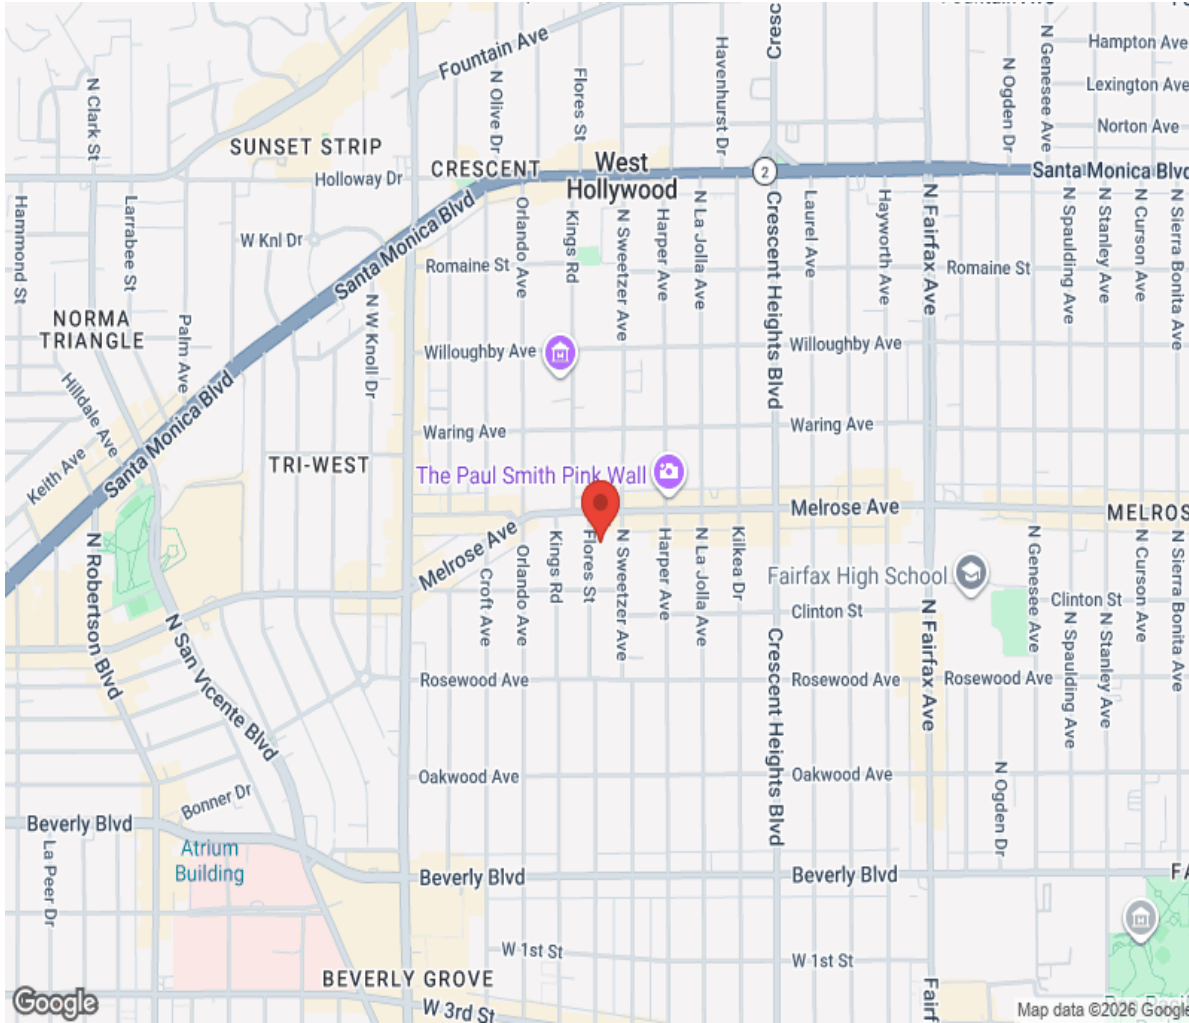 Fountain Ave
Cresc
Hampton Ave
Lexington Ave
Norton Ave
N Clark St
N Olive Dr
Flores St
Havenhurst Dr
N Ogden Dr
N Genesee Ave
SUNSET STRIP
CRESCENT
West
Hollywood
2
Santa Monica Blvd
Holloway Dr
Hammond St
Larrabee St
W Knl Dr
Santa Monica Blvd
Orlando Ave
Kings Rd
N Sweetzer Ave
Harper Ave
N La Jolla Ave
Crescent Heights Blvd
Laurel Ave
Hayworth Ave
N Fairfax Ave
N Spaulding Ave
N Stanley Ave
N Curson Ave
N Sierra Bonita Ave
Romaine St
Romaine St
NORMA
TRIANGLE
Palm Ave
N W Knoll Dr
Willoughby Ave
Willoughby Ave
Hilldale Ave
Santa Monica Blvd
Keith Ave
TRI-WEST
Waring Ave
Waring Ave
The Paul Smith Pink Wall
Melrose Ave
Melrose Ave
MELROS
N Robertson Blvd
N San Vicente Blvd
Croft Ave
Orlando Ave
Kings Rd
Flores St
N Sweetzer Ave
Harper Ave
N La Jolla Ave
Kilkea Dr
Fairfax High School
Clinton St
Clinton St
N Fairfax Ave
N Genesee Ave
N Spaulding Ave
N Stanley Ave
N Curson Ave
N Sierra Bonita Ave
Crescent Heights Blvd
Rosewood Ave
Rosewood Ave
Rosewood Ave
Oakwood Ave
Oakwood Ave
N Ogden Dr
Bonner Dr
Beverly Blvd
Atrium
Building
La Peer Dr
Beverly Blvd
Beverly Blvd
FA
W 1st St
W 1st St
BEVERLY GROVE
W 3rd St
Fairf
Google
Map data ©2026 Google